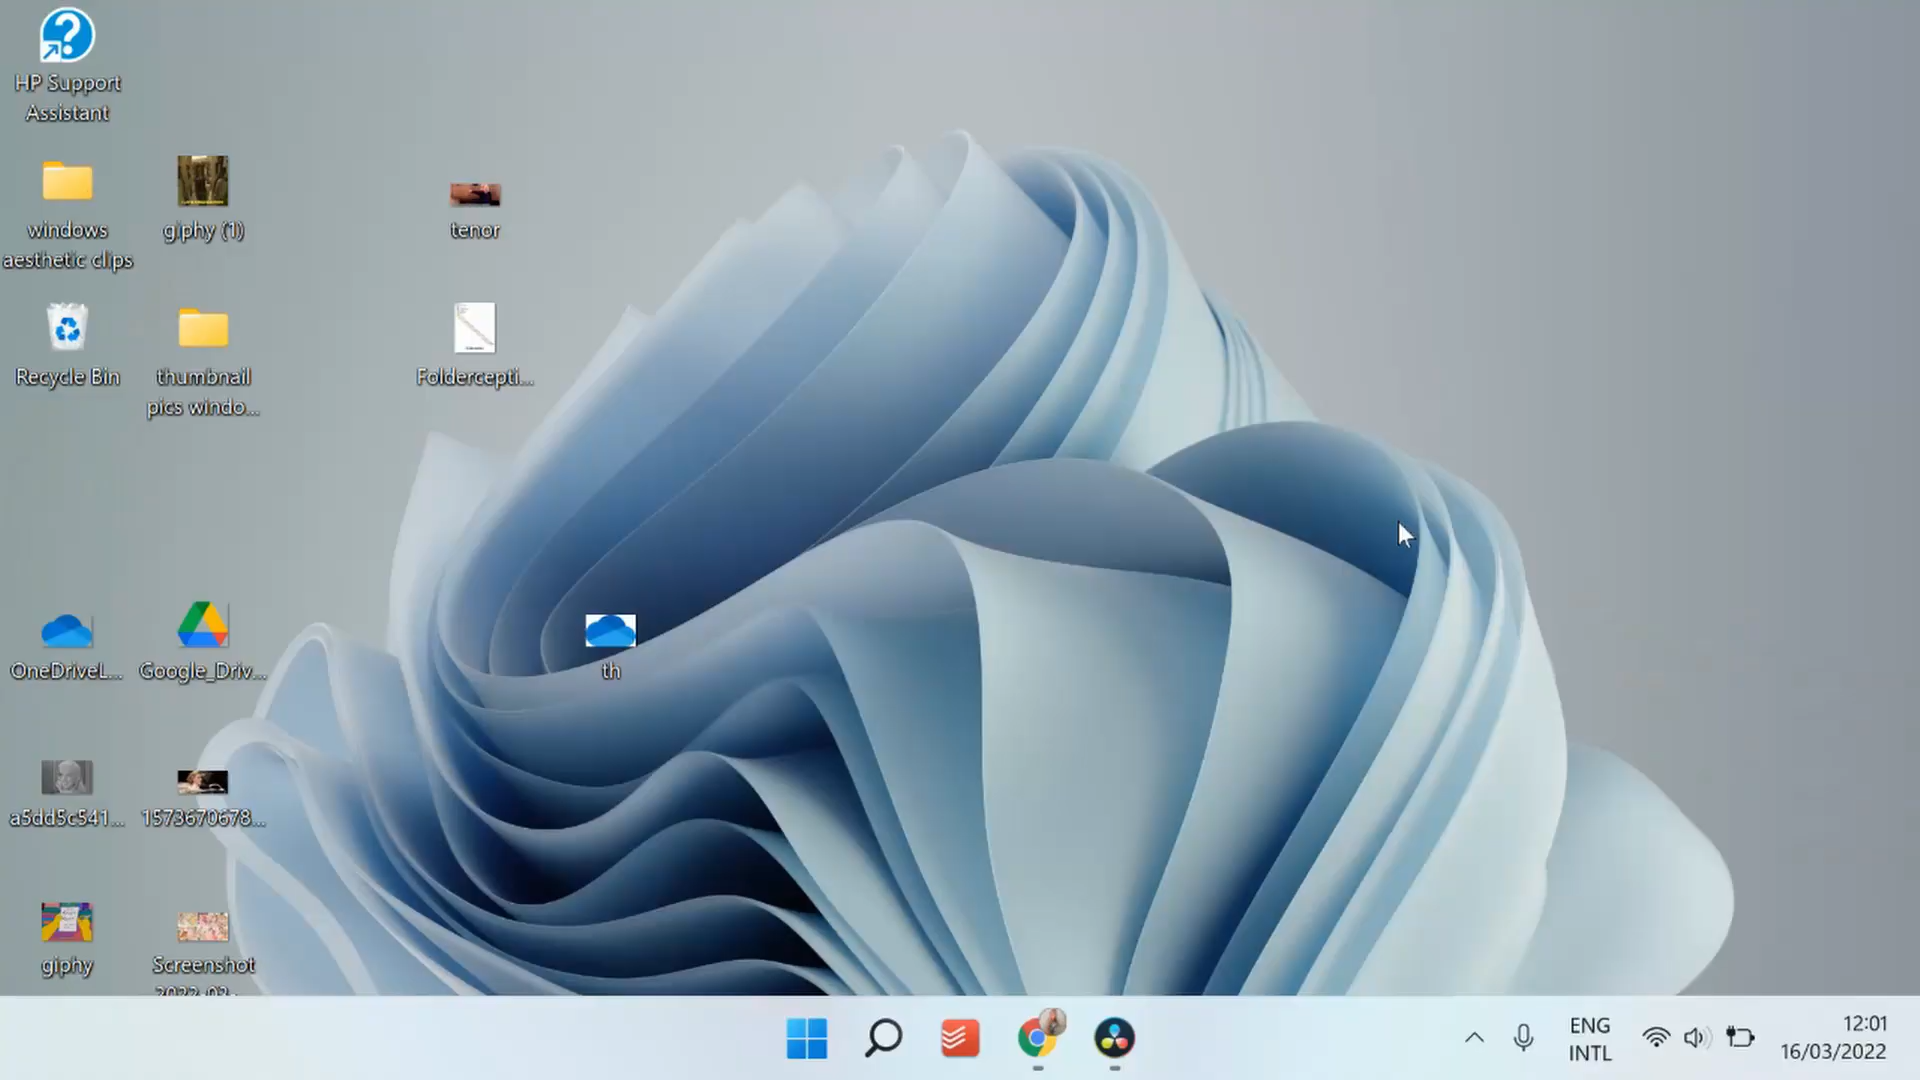 HP Support
Assistant
windows
aesthetic clips
giphy (1)
tenor
Recycle Bin
thumbnail
pics windo...
Foldercepti...
OneDriveL...
Google_Driv...
th
a5dd5c541...
1573670678...
giphy
Screenshot
ENG
INTL
12:01
16/03/2022